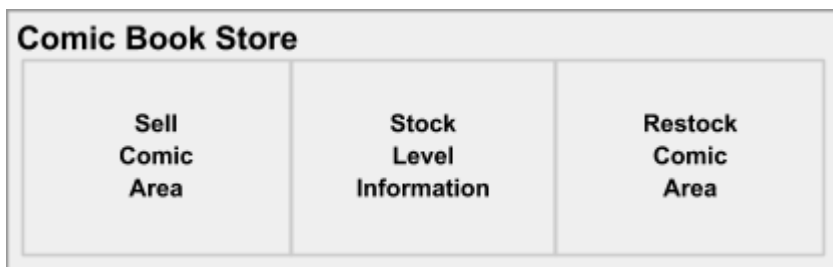 Comic Book Store
Sell
Comic
Area
Stock
Level
Information
Restock
Comic
Area